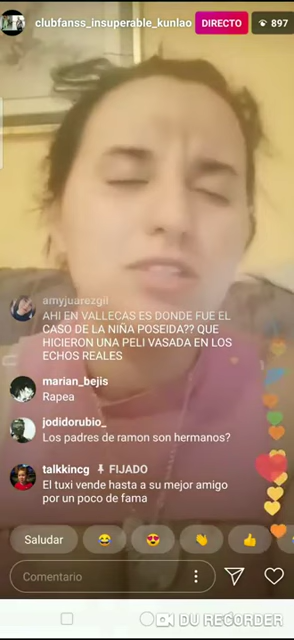 clubfanss_insuperable_kunlao
DIRECTO
897
amyjuarezgil
AHI EN VALLECAS ES DONDE FUE EL
CASO DE LA NIÑA POSEIDA?? QUE
HICIERON UNA PELI VASADA EN LOS
ECHOS REALES
marian_bejis
Rapea
jodidorubio_
Los padres de ramon son hermanos?
talkkincg FIJADO
El tuxi vende hasta a su mejor amigo
por un poco de fama
Saludar
Comentario
DU RECORDER